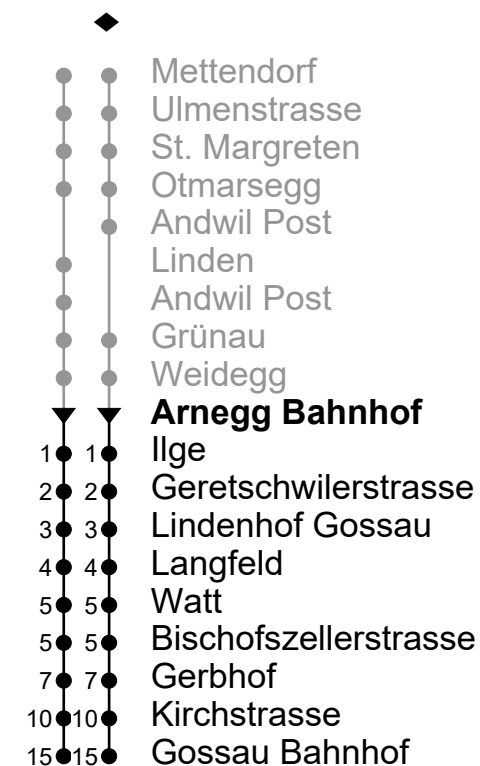 Mettendorf
Ulmenstrasse
St. Margreten
Otmarsegg
Andwil Post
Linden
Andwil Post
Grünau
Weidegg
Arnegg Bahnhof
1 1 Ilge
2 2 Geretschwilerstrasse
3 3 Lindenhof Gossau
4 4 Langfeld
5 5 Watt
5 5 Bischofszellerstrasse
7 7 Gerbhof
10 10 Kirchstrasse
15 15 Gossau Bahnhof